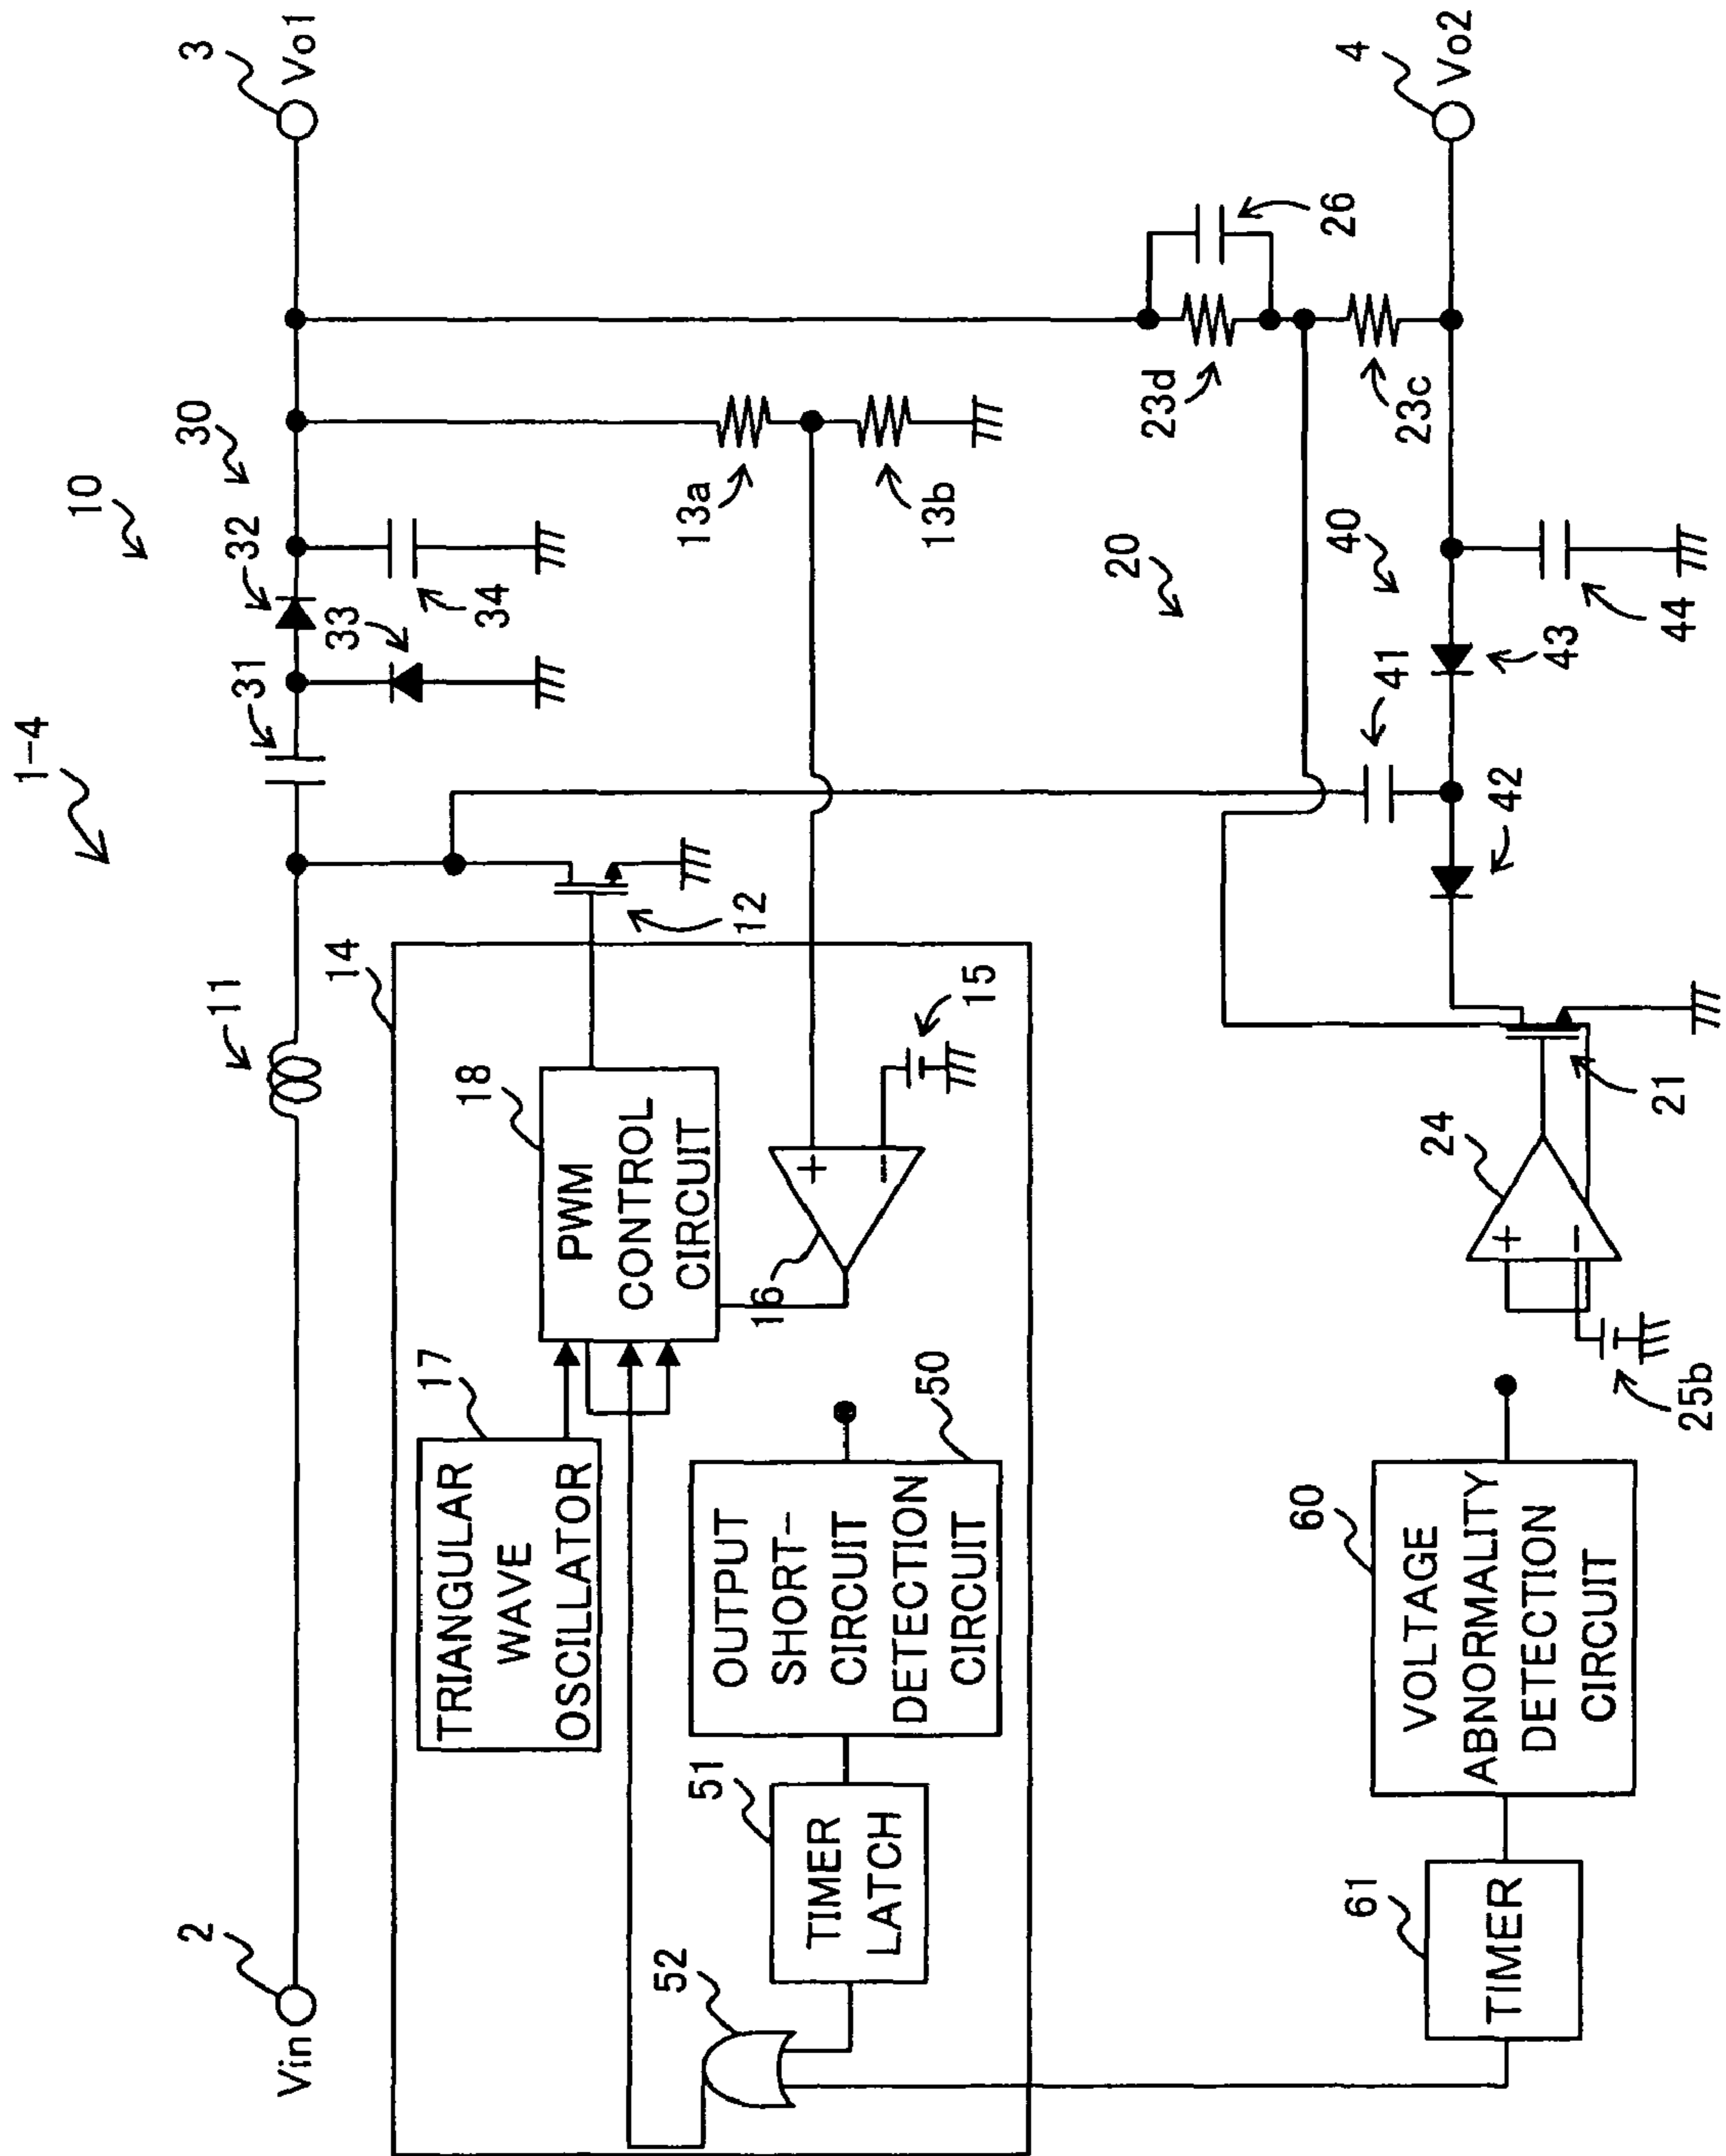 1-4
10
30
Vin
2
11
31
32
33
34
3
Vo1
14
12
13a
13b
17
TRIANGULAR
WAVE
OSCILLATOR
18
PWM
CONTROL
CIRCUIT
16
+
−
15
50
OUTPUT
SHORT-
CIRCUIT
DETECTION
CIRCUIT
51
TIMER
LATCH
52
20
23d
26
23c
40
41
42
43
44
4
Vo2
24
+
−
21
25b
60
VOLTAGE
ABNORMALITY
DETECTION
CIRCUIT
61
TIMER